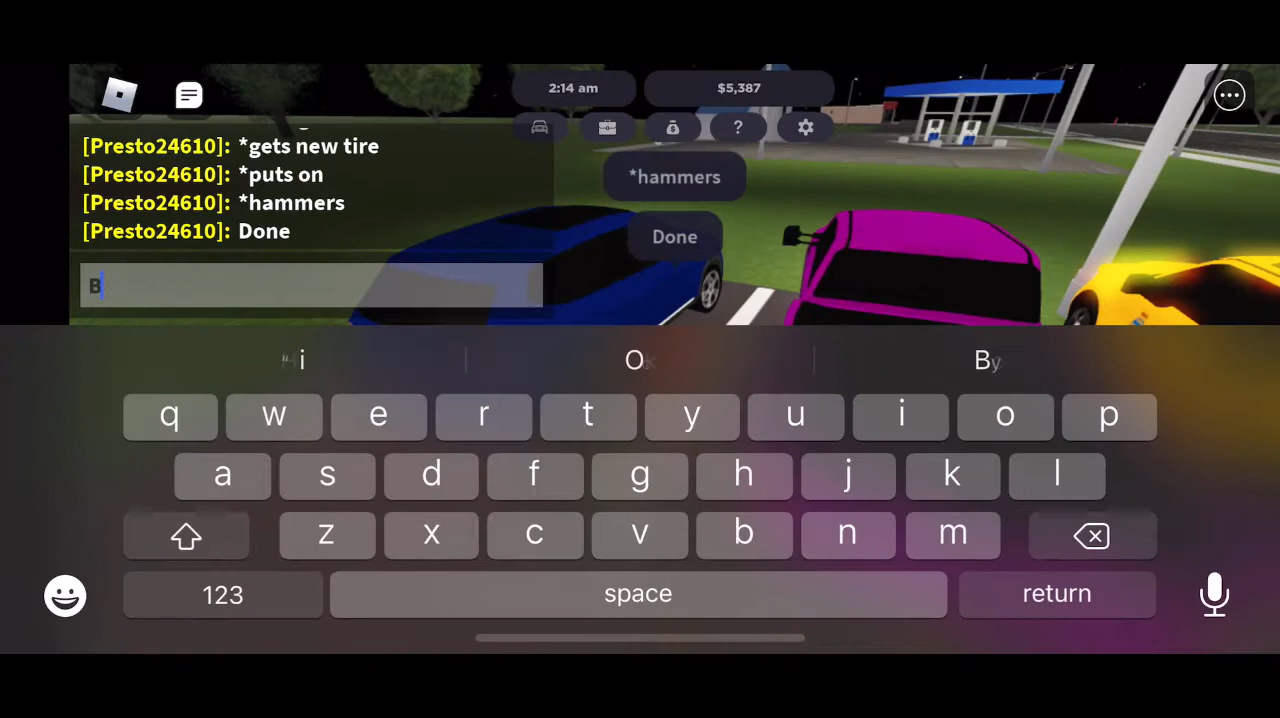 2:14 am
$5,387
?
[Presto24610]: *gets new tire
[Presto24610]: *puts on
[Presto24610]: *hammers
[Presto24610]: Done
*hammers
Done
B
O
By
q w e r t y u i o p
a s d f g h j k l
z x c v b n m
123 space return